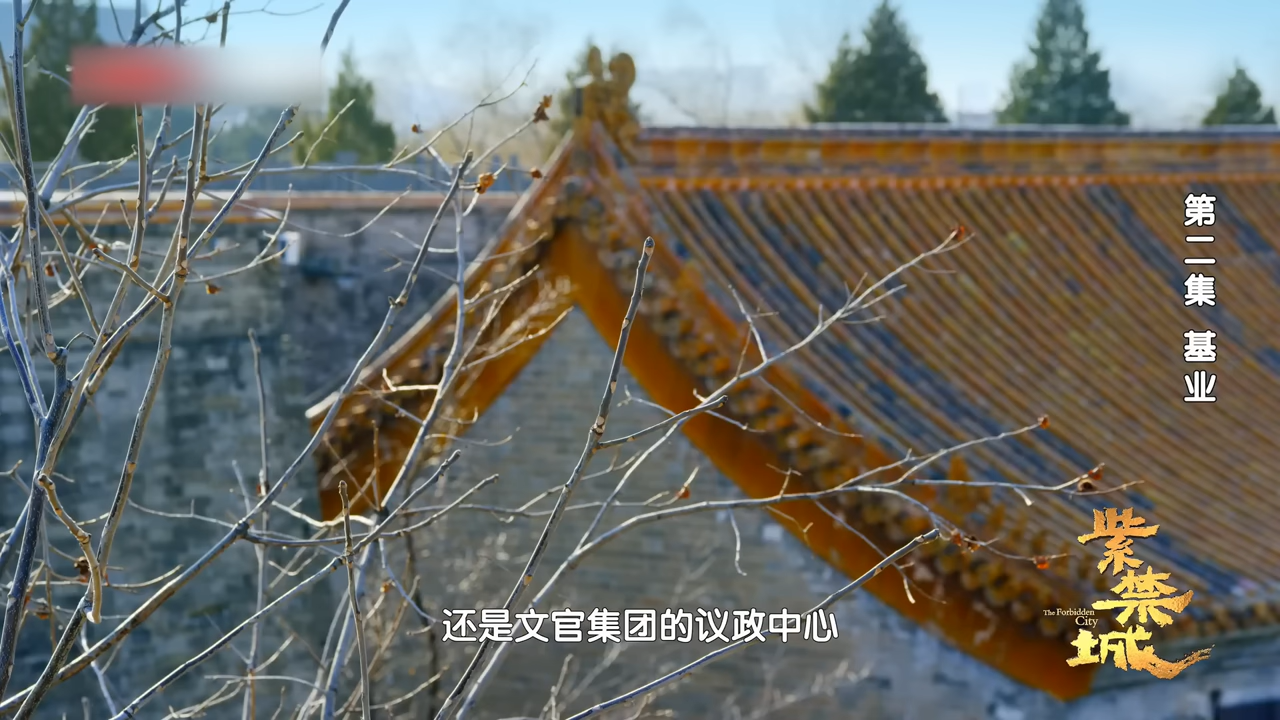 第二集 基业
还是文官集团的议政中心
紫禁城
The Forbidden
City